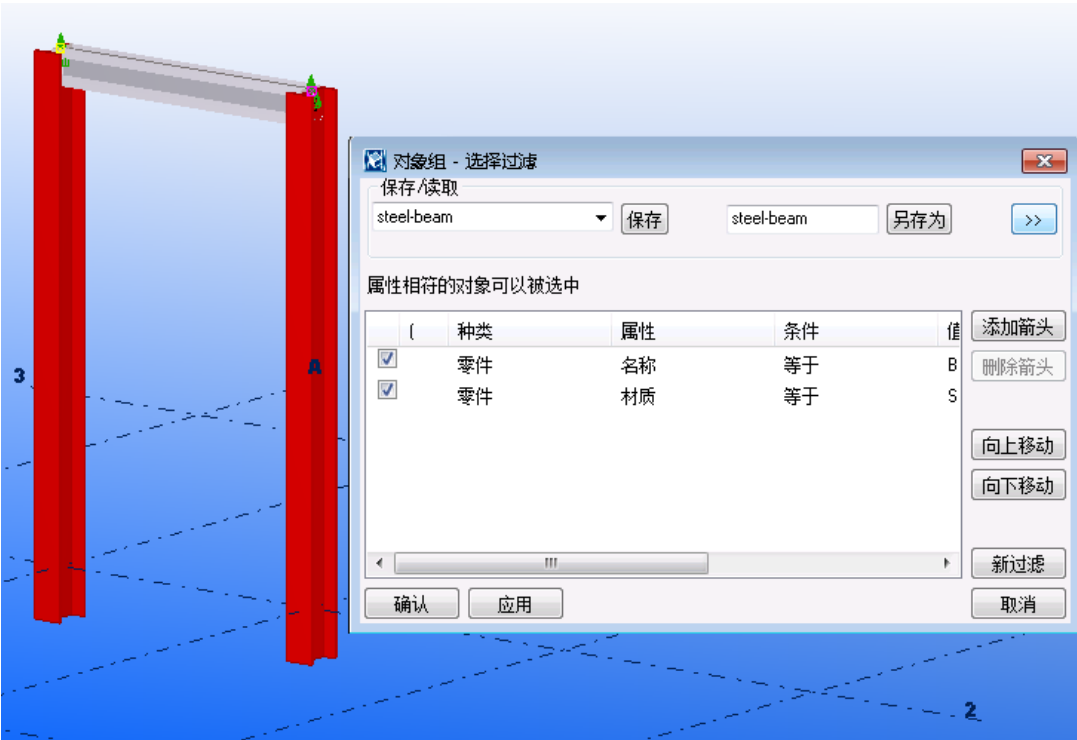 对象组 - 选择过滤
保存/读取
steel-beam 保存 steel-beam 另存为 >>
属性相符的对象可以被选中
( 种类 属性 条件 值 添加箭头
零件 名称 等于 B 删除箭头
零件 材质 等于 S
3
A
向上移动
向下移动
新过滤
确认 应用 取消
2